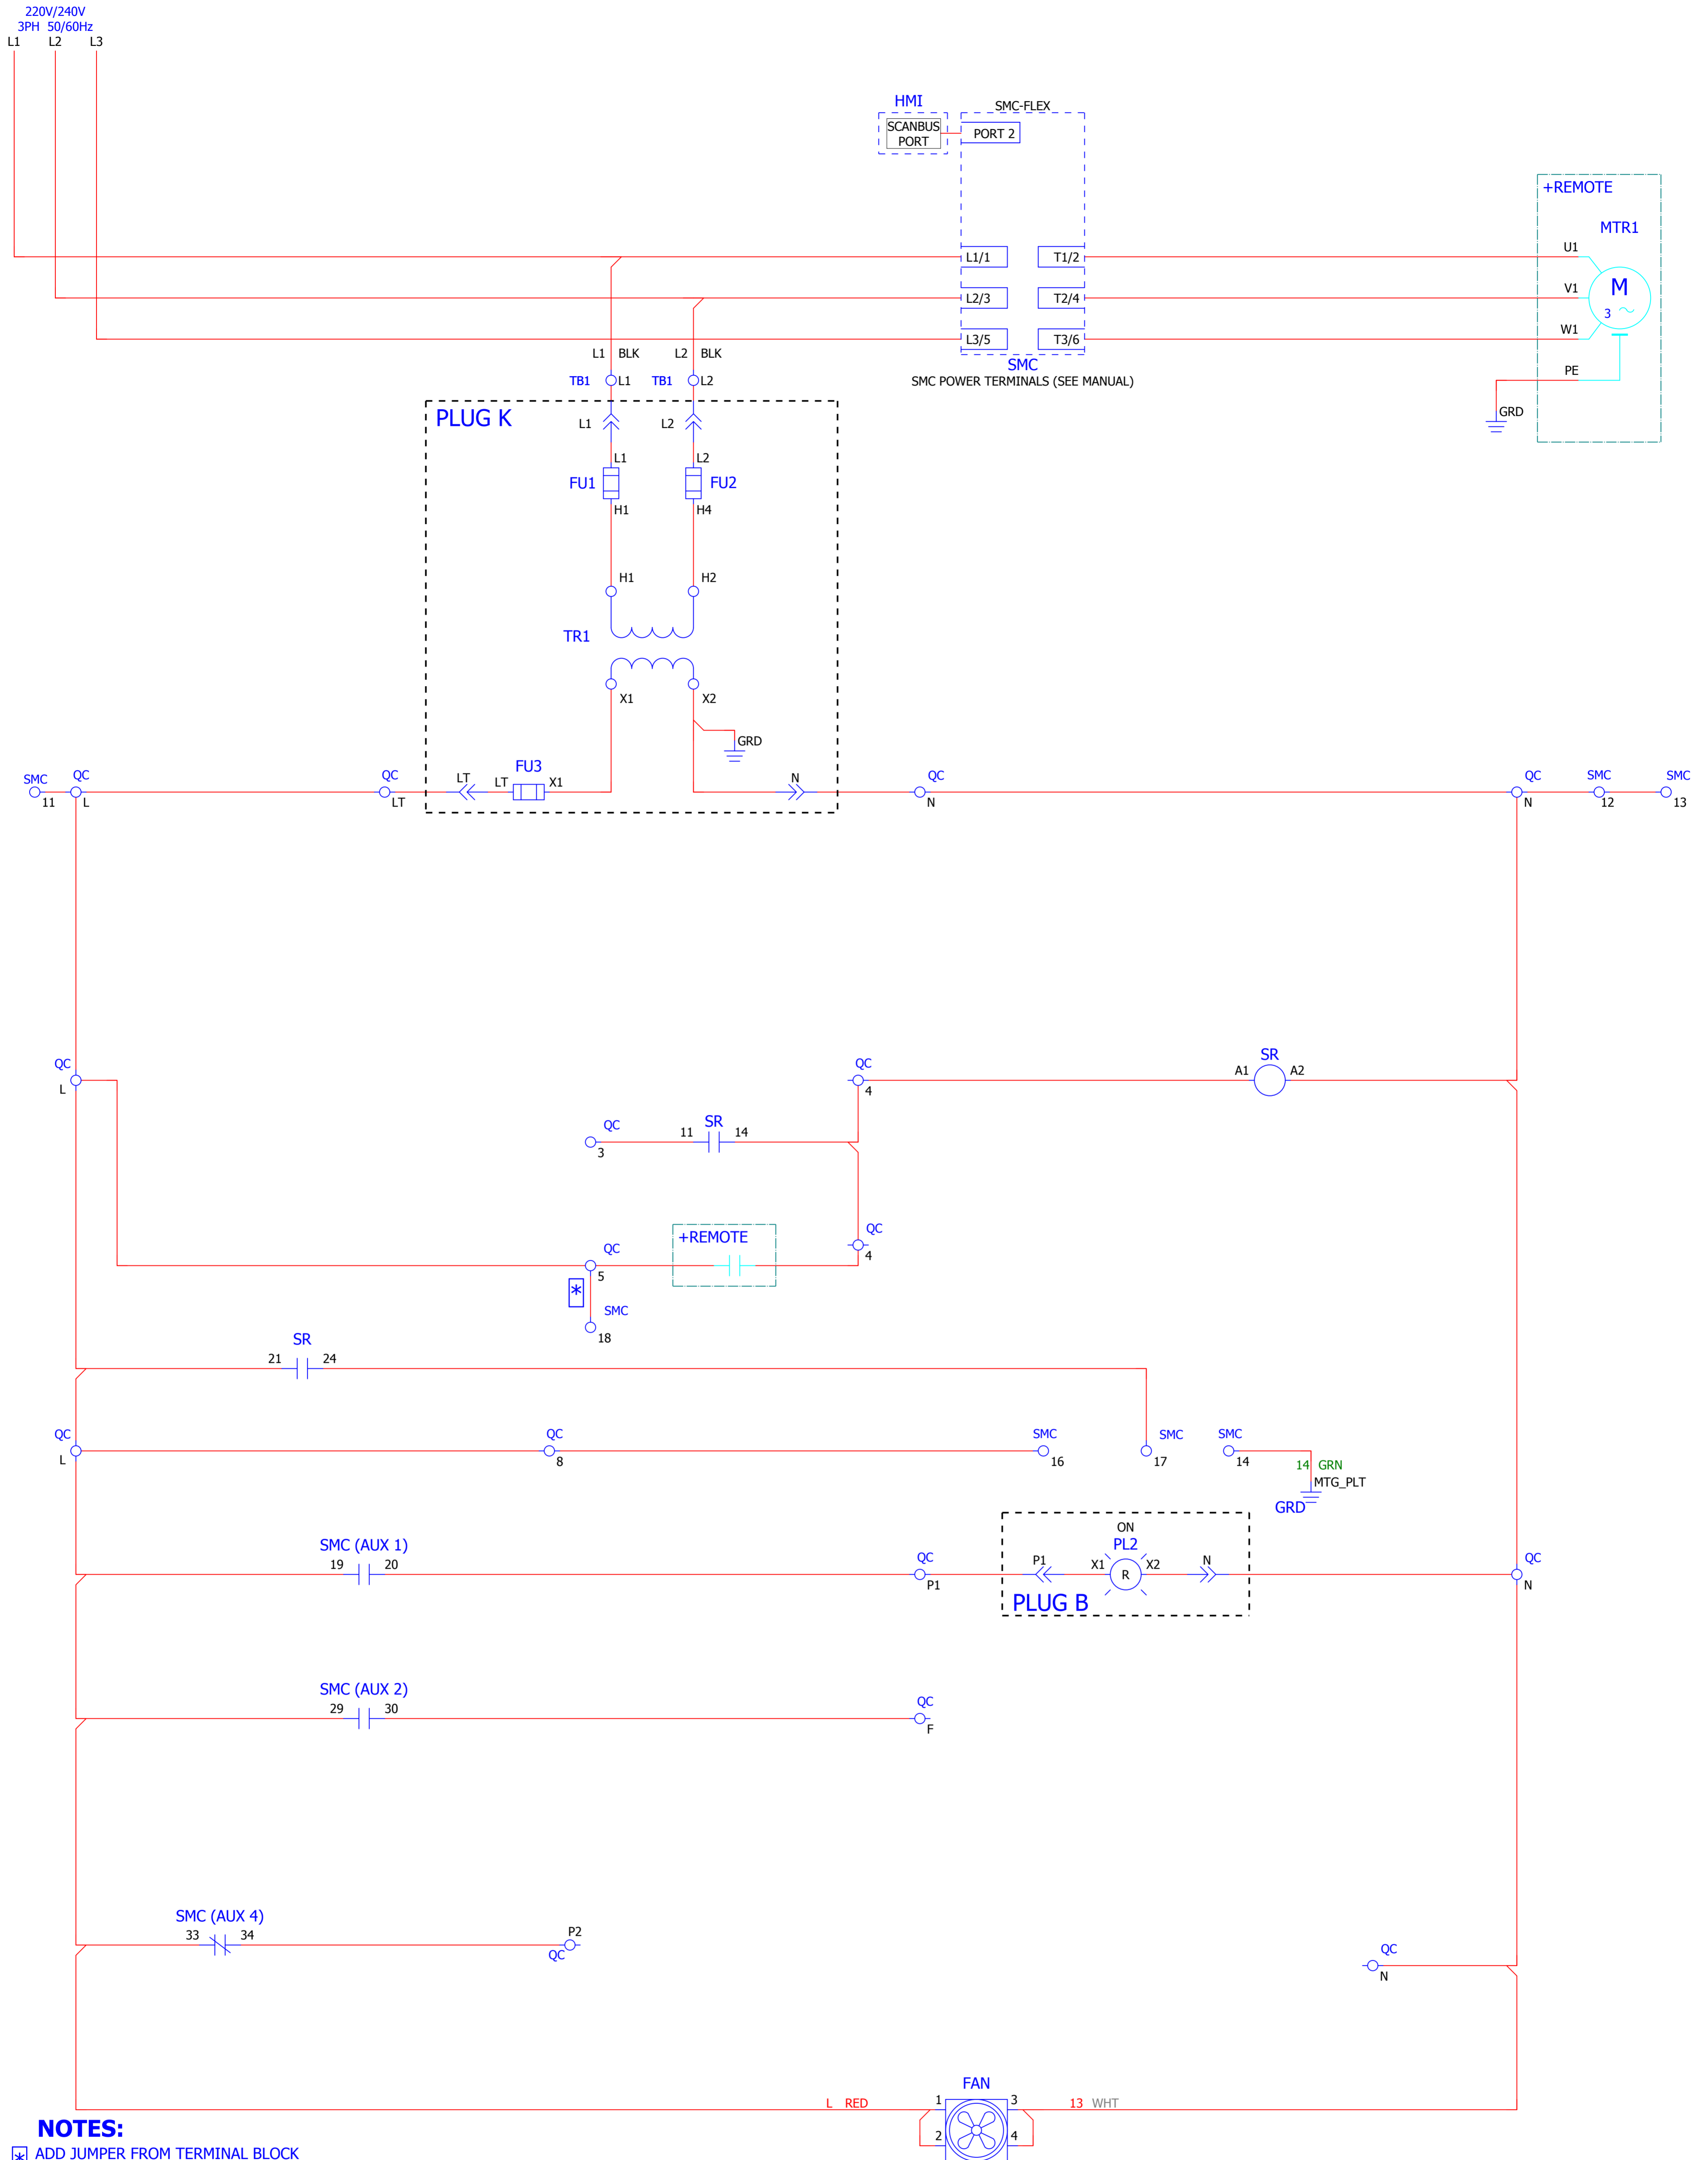 220V/240V
3PH 50/60Hz
L1 L2 L3
HMI
SCANBUS
PORT
SMC-FLEX
PORT 2
+REMOTE
MTR1
L1/1 T1/2 U1
L2/3 T2/4 V1
M
3
L3/5 T3/6 W1
L1 BLK L2 BLK
SMC
SMC POWER TERMINALS (SEE MANUAL)
PE
GRD
TB1 L1 TB1 L2
PLUG K
L1 L2
L1 L2
FU1 FU2
H1 H4
H1 H2
TR1
X1 X2
GRD
SMC QC QC LT LT FU3 X1 N QC QC SMC SMC
11 L LT N N 12 13
QC QC SR
L 4 A1 A2
QC 11 SR 14
3
+REMOTE QC
QC 4
5
*
SMC
18
SR
21 24
QC QC SMC SMC SMC
L 8 16 17 14
14 GRN
MTG_PLT
GRD
ON
PL2
SMC (AUX 1)
19 20 QC P1 X1 R X2 N QC
P1 N
PLUG B
SMC (AUX 2)
29 30 QC
F
SMC (AUX 4)
33 34 P2
QC
QC
N
FAN
L RED 1 3 13 WHT
2 4
NOTES:
* ADD JUMPER FROM TERMINAL BLOCK